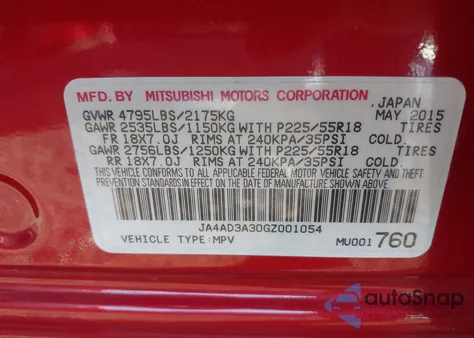 MFD. BY MITSUBISHI MOTORS CORPORATION, JAPAN
GVWR 4795LBS/2175KG MAY 2015
GAWR 2535LBS/1150KG WITH P225/55R18 TIRES
FR 18X7.0J RIMS AT 240KPA/35PSI COLD.
GAWR 2756LBS/1250KG WITH P225/55R18 TIRES
RR 18X7.0J RIMS AT 240KPA/35PSI COLD.
THIS VEHICLE CONFORMS TO ALL APPLICABLE FEDERAL MOTOR VEHICLE SAFETY AND
THEFT PREVENTION STANDARDS IN EFFECT ON THE DATE OF MANUFACTURE SHOWN ABOVE.
JA4AD3A30GZ001054
VEHICLE TYPE:MPV MU001 760
autoSnap